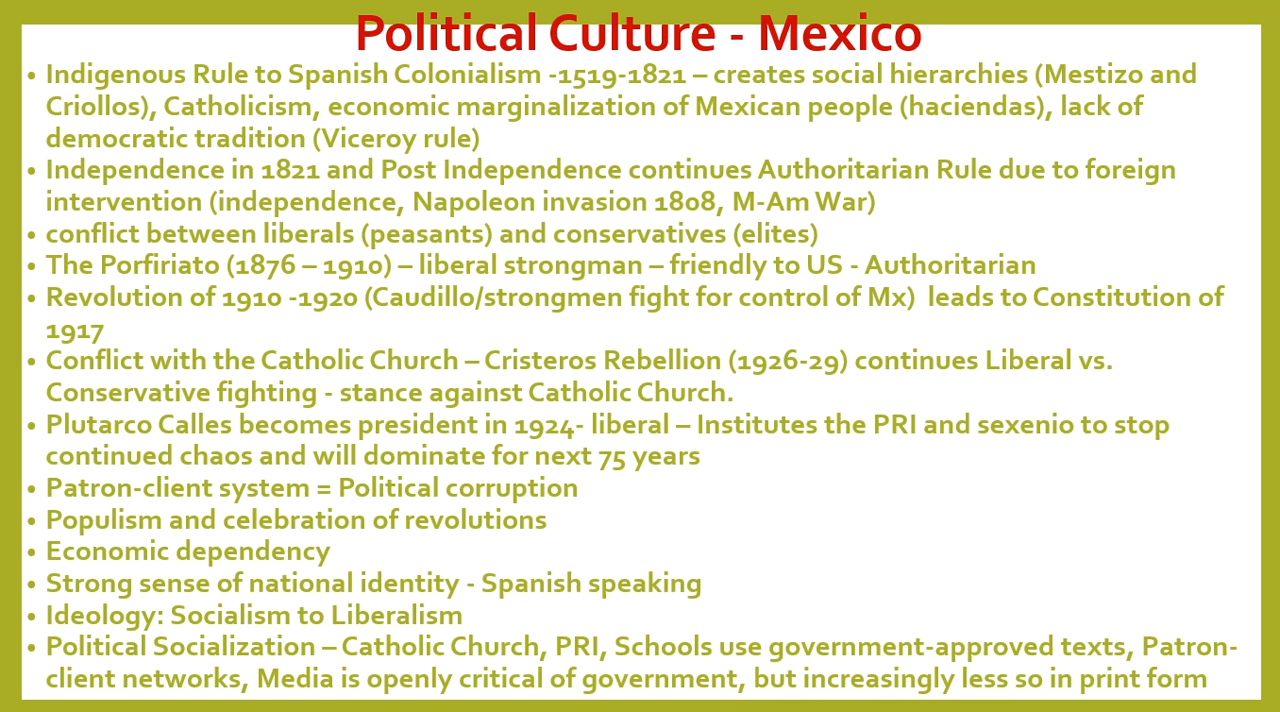 Political Culture - Mexico
• Indigenous Rule to Spanish Colonialism -1519-1821 – creates social hierarchies (Mestizo and
Criollos), Catholicism, economic marginalization of Mexican people (haciendas), lack of
democratic tradition (Viceroy rule)
• Independence in 1821 and Post Independence continues Authoritarian Rule due to foreign
intervention (independence, Napoleon invasion 1808, M-Am War)
• conflict between liberals (peasants) and conservatives (elites)
• The Porfiriato (1876 – 1910) – liberal strongman – friendly to US - Authoritarian
• Revolution of 1910 -1920 (Caudillo/strongmen fight for control of Mx)  leads to Constitution of
1917
• Conflict with the Catholic Church – Cristeros Rebellion (1926-29) continues Liberal vs.
Conservative fighting - stance against Catholic Church.
• Plutarco Calles becomes president in 1924- liberal – Institutes the PRI and sexenio to stop
continued chaos and will dominate for next 75 years
• Patron-client system = Political corruption
• Populism and celebration of revolutions
• Economic dependency
• Strong sense of national identity - Spanish speaking
• Ideology: Socialism to Liberalism
• Political Socialization – Catholic Church, PRI, Schools use government-approved texts, Patron-
client networks, Media is openly critical of government, but increasingly less so in print form